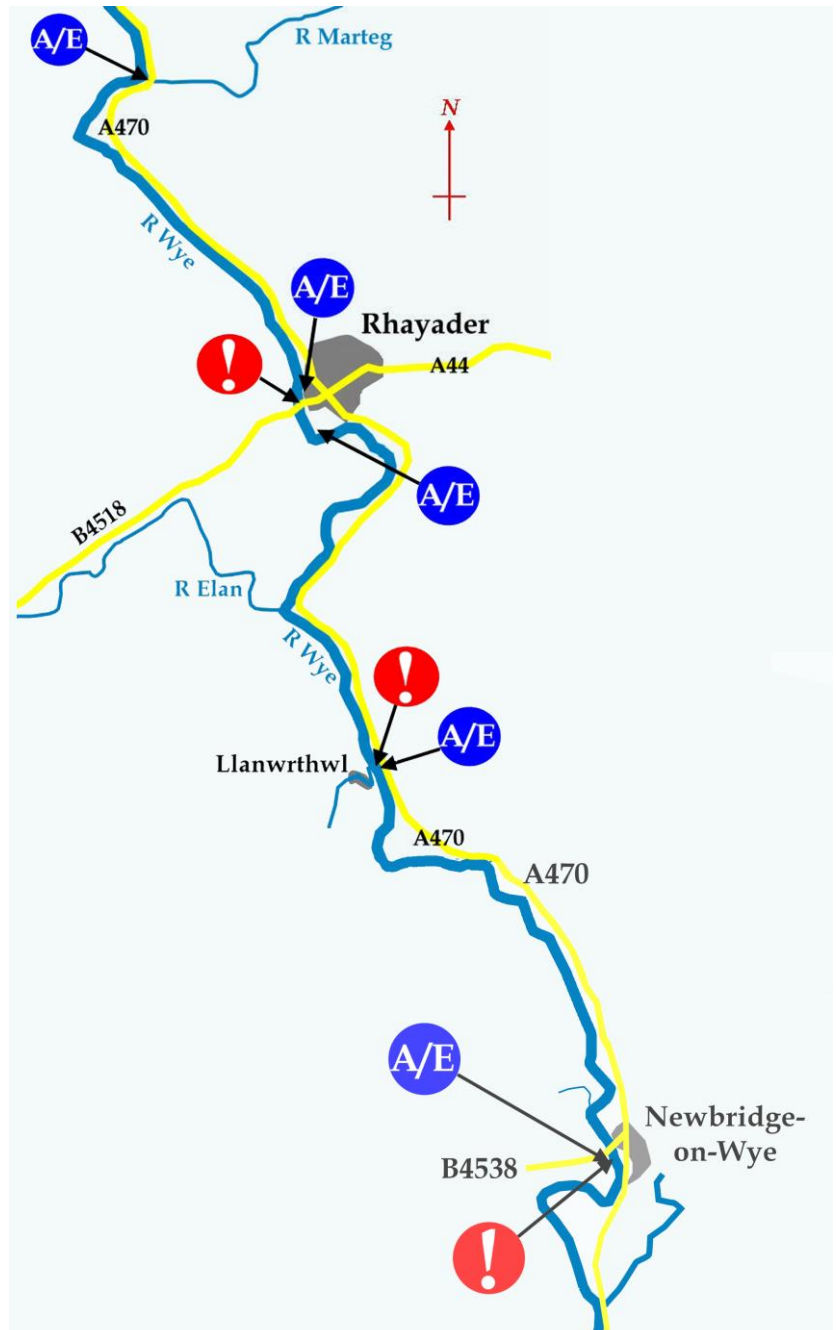 R Marteg
A/E
A470
N
R Wye
A/E
Rhayader
!
A44
A/E
B4518
R Elan
R Wye
!
A/E
Llanwrthwl
A470
A470
A/E
Newbridge-
on-Wye
B4538
!